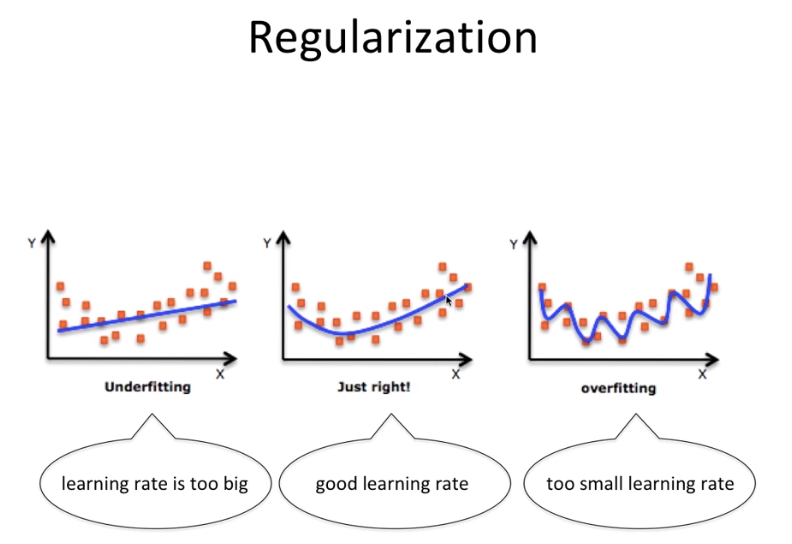 Regularization
Y
X
Underfitting
Y
X
Just right!
Y
X
overfitting
learning rate is too big
good learning rate
too small learning rate